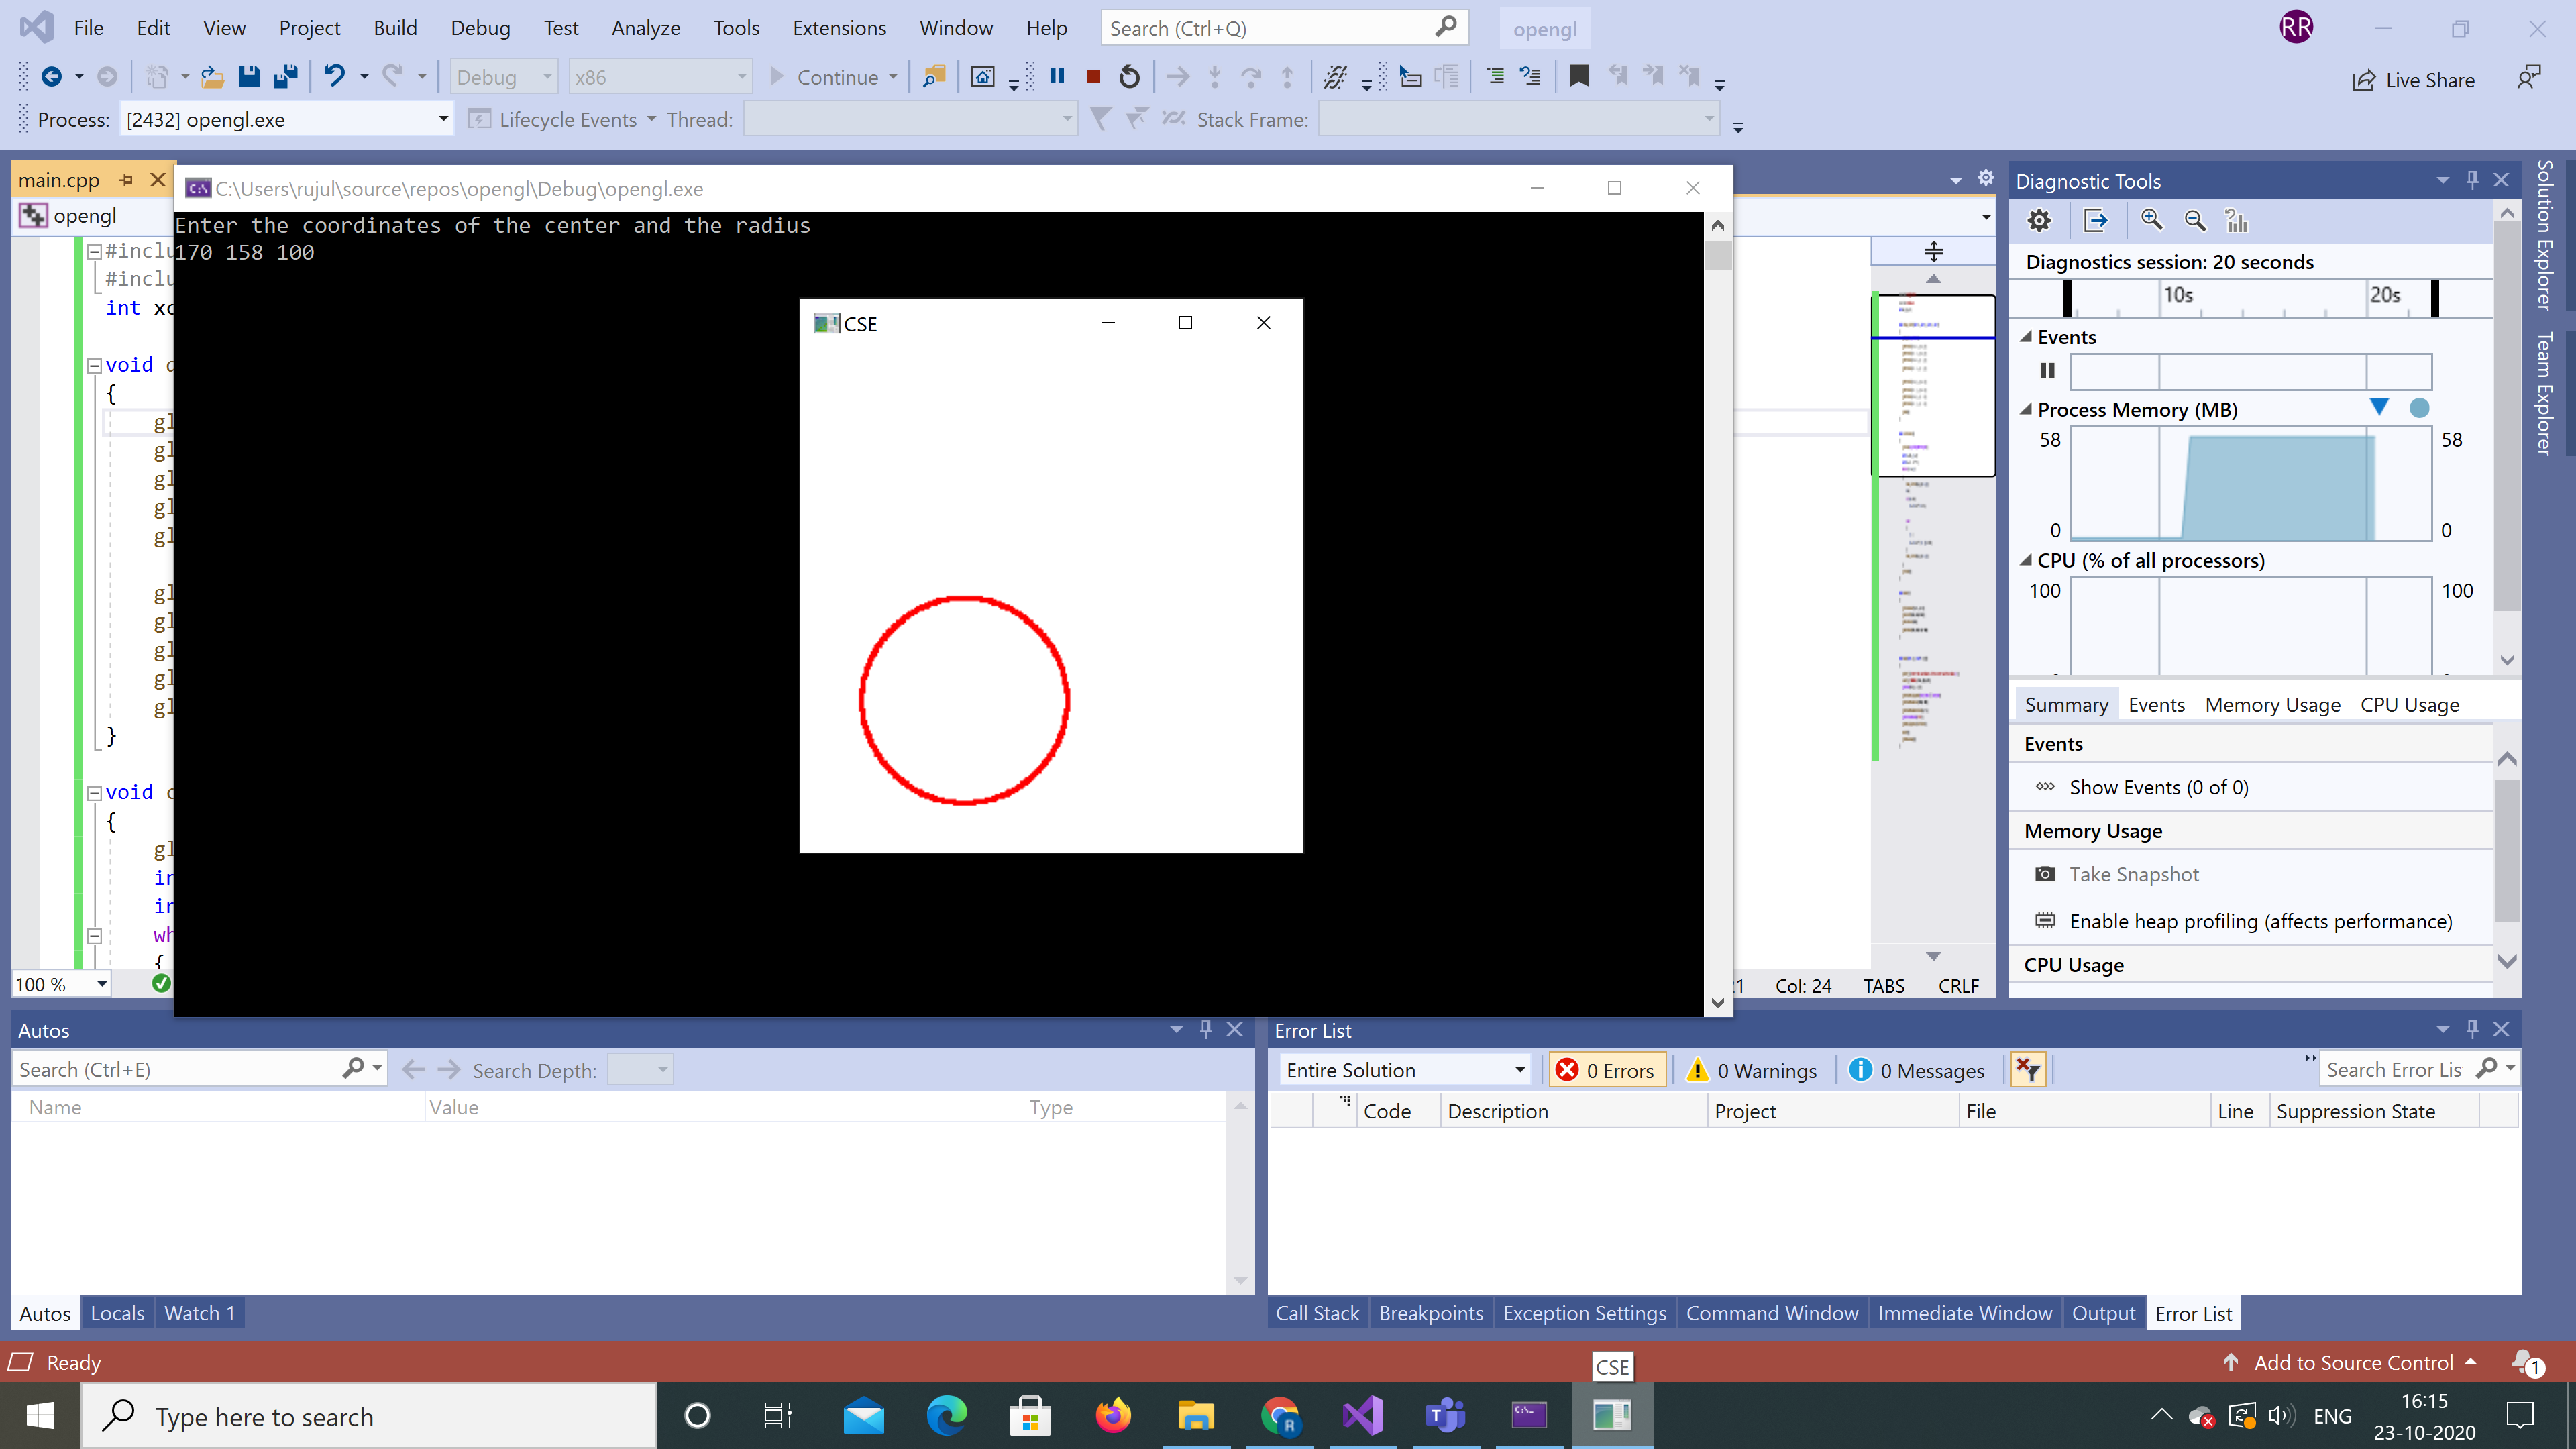 File Edit View Project Build Debug Test Analyze Tools Extensions Window Help Search (Ctrl+Q) opengl RR
Debug x86 Continue Live Share
Process: [2432] opengl.exe Lifecycle Events Thread: Stack Frame:
main.cpp
C:\Users\rujul\source\repos\opengl\Debug\opengl.exe
opengl
Enter the coordinates of the center and the radius
170 158 100
#inclu
#inclu
int xc
void
{
gl
gl
gl
gl
gl
gl
gl
gl
gl
gl
}
void
{
gl
in
in
wh
{
CSE
100 %
Col: 24 TABS CRLF
Diagnostic Tools
Diagnostics session: 20 seconds
10s 20s
Events
Process Memory (MB)
58 58
0 0
CPU (% of all processors)
100 100
Summary Events Memory Usage CPU Usage
Events
Show Events (0 of 0)
Memory Usage
Take Snapshot
Enable heap profiling (affects performance)
CPU Usage
Solution Explorer
Team Explorer
Autos
Search (Ctrl+E) Search Depth:
Name Value Type
Autos Locals Watch 1
Error List
Entire Solution 0 Errors 0 Warnings 0 Messages Search Error Lis
Code Description Project File Line Suppression State
Call Stack Breakpoints Exception Settings Command Window Immediate Window Output Error List
Ready Add to Source Control 1
CSE
Type here to search
ENG
16:15
23-10-2020